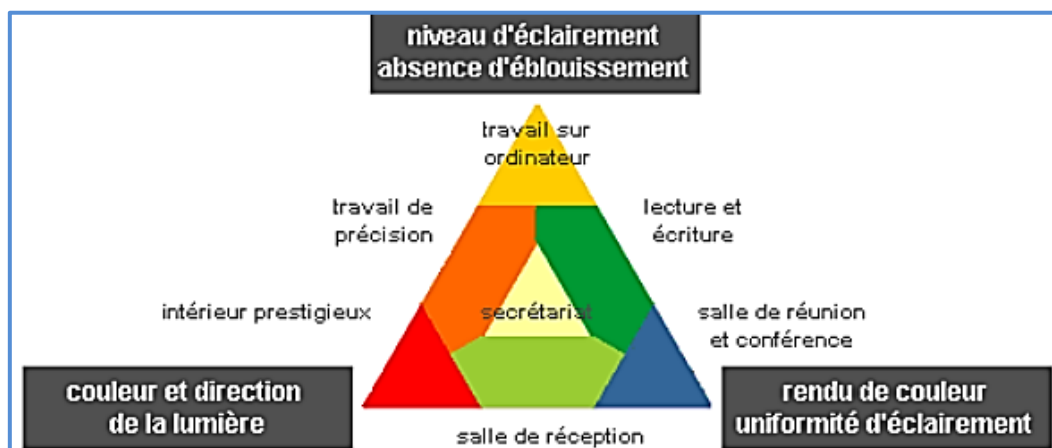 niveau d'éclairement
absence d'éblouissement
travail sur
ordinateur
travail de
précision
lecture et
écriture
intérieur prestigieux
secrétariat
salle de réunion
et conférence
couleur et direction
de la lumière
rendu de couleur
uniformité d'éclairement
salle de réception